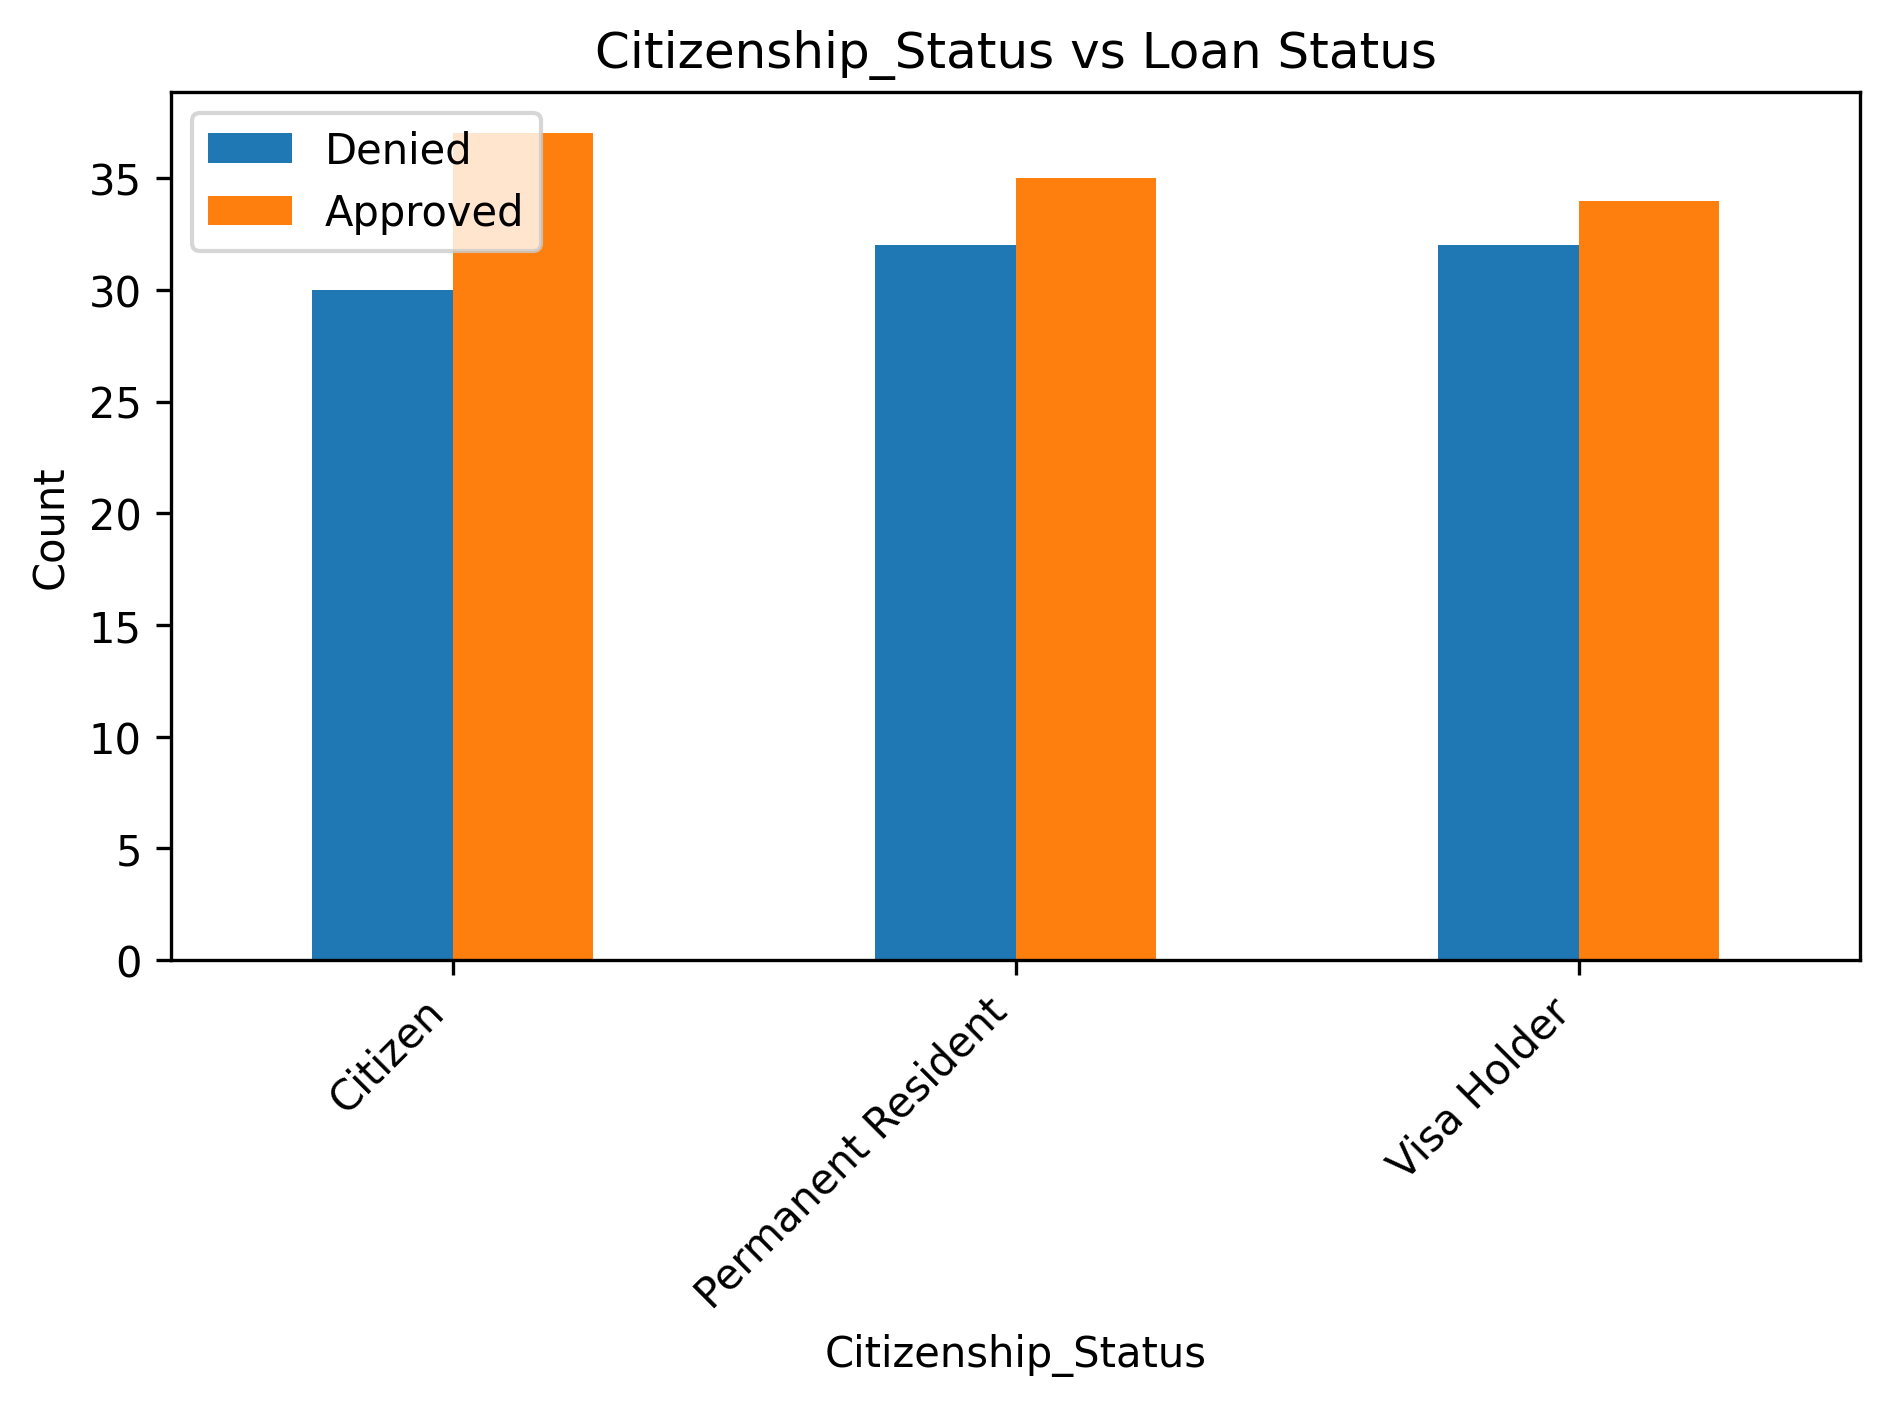 Citizenship_Status vs Loan Status
Denied
Approved
Count
35
30
25
20
15
10
5
0
Citizen
Permanent Resident
Visa Holder
Citizenship_Status